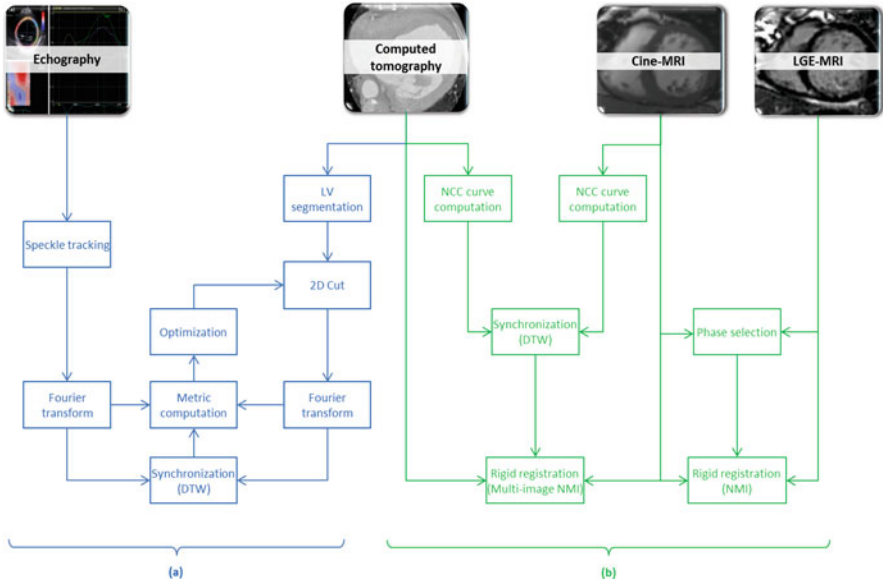 Echography
Computed
tomography
Cine-MRI
LGE-MRI
LV
segmentation
NCC curve
computation
NCC curve
computation
Speckle tracking
2D Cut
Optimization
Synchronization
(DTW)
Phase selection
Fourier
transform
Metric
computation
Fourier
transform
Synchronization
(DTW)
Rigid registration
(Multi-image NMI)
Rigid registration
(NMI)
(a)
(b)